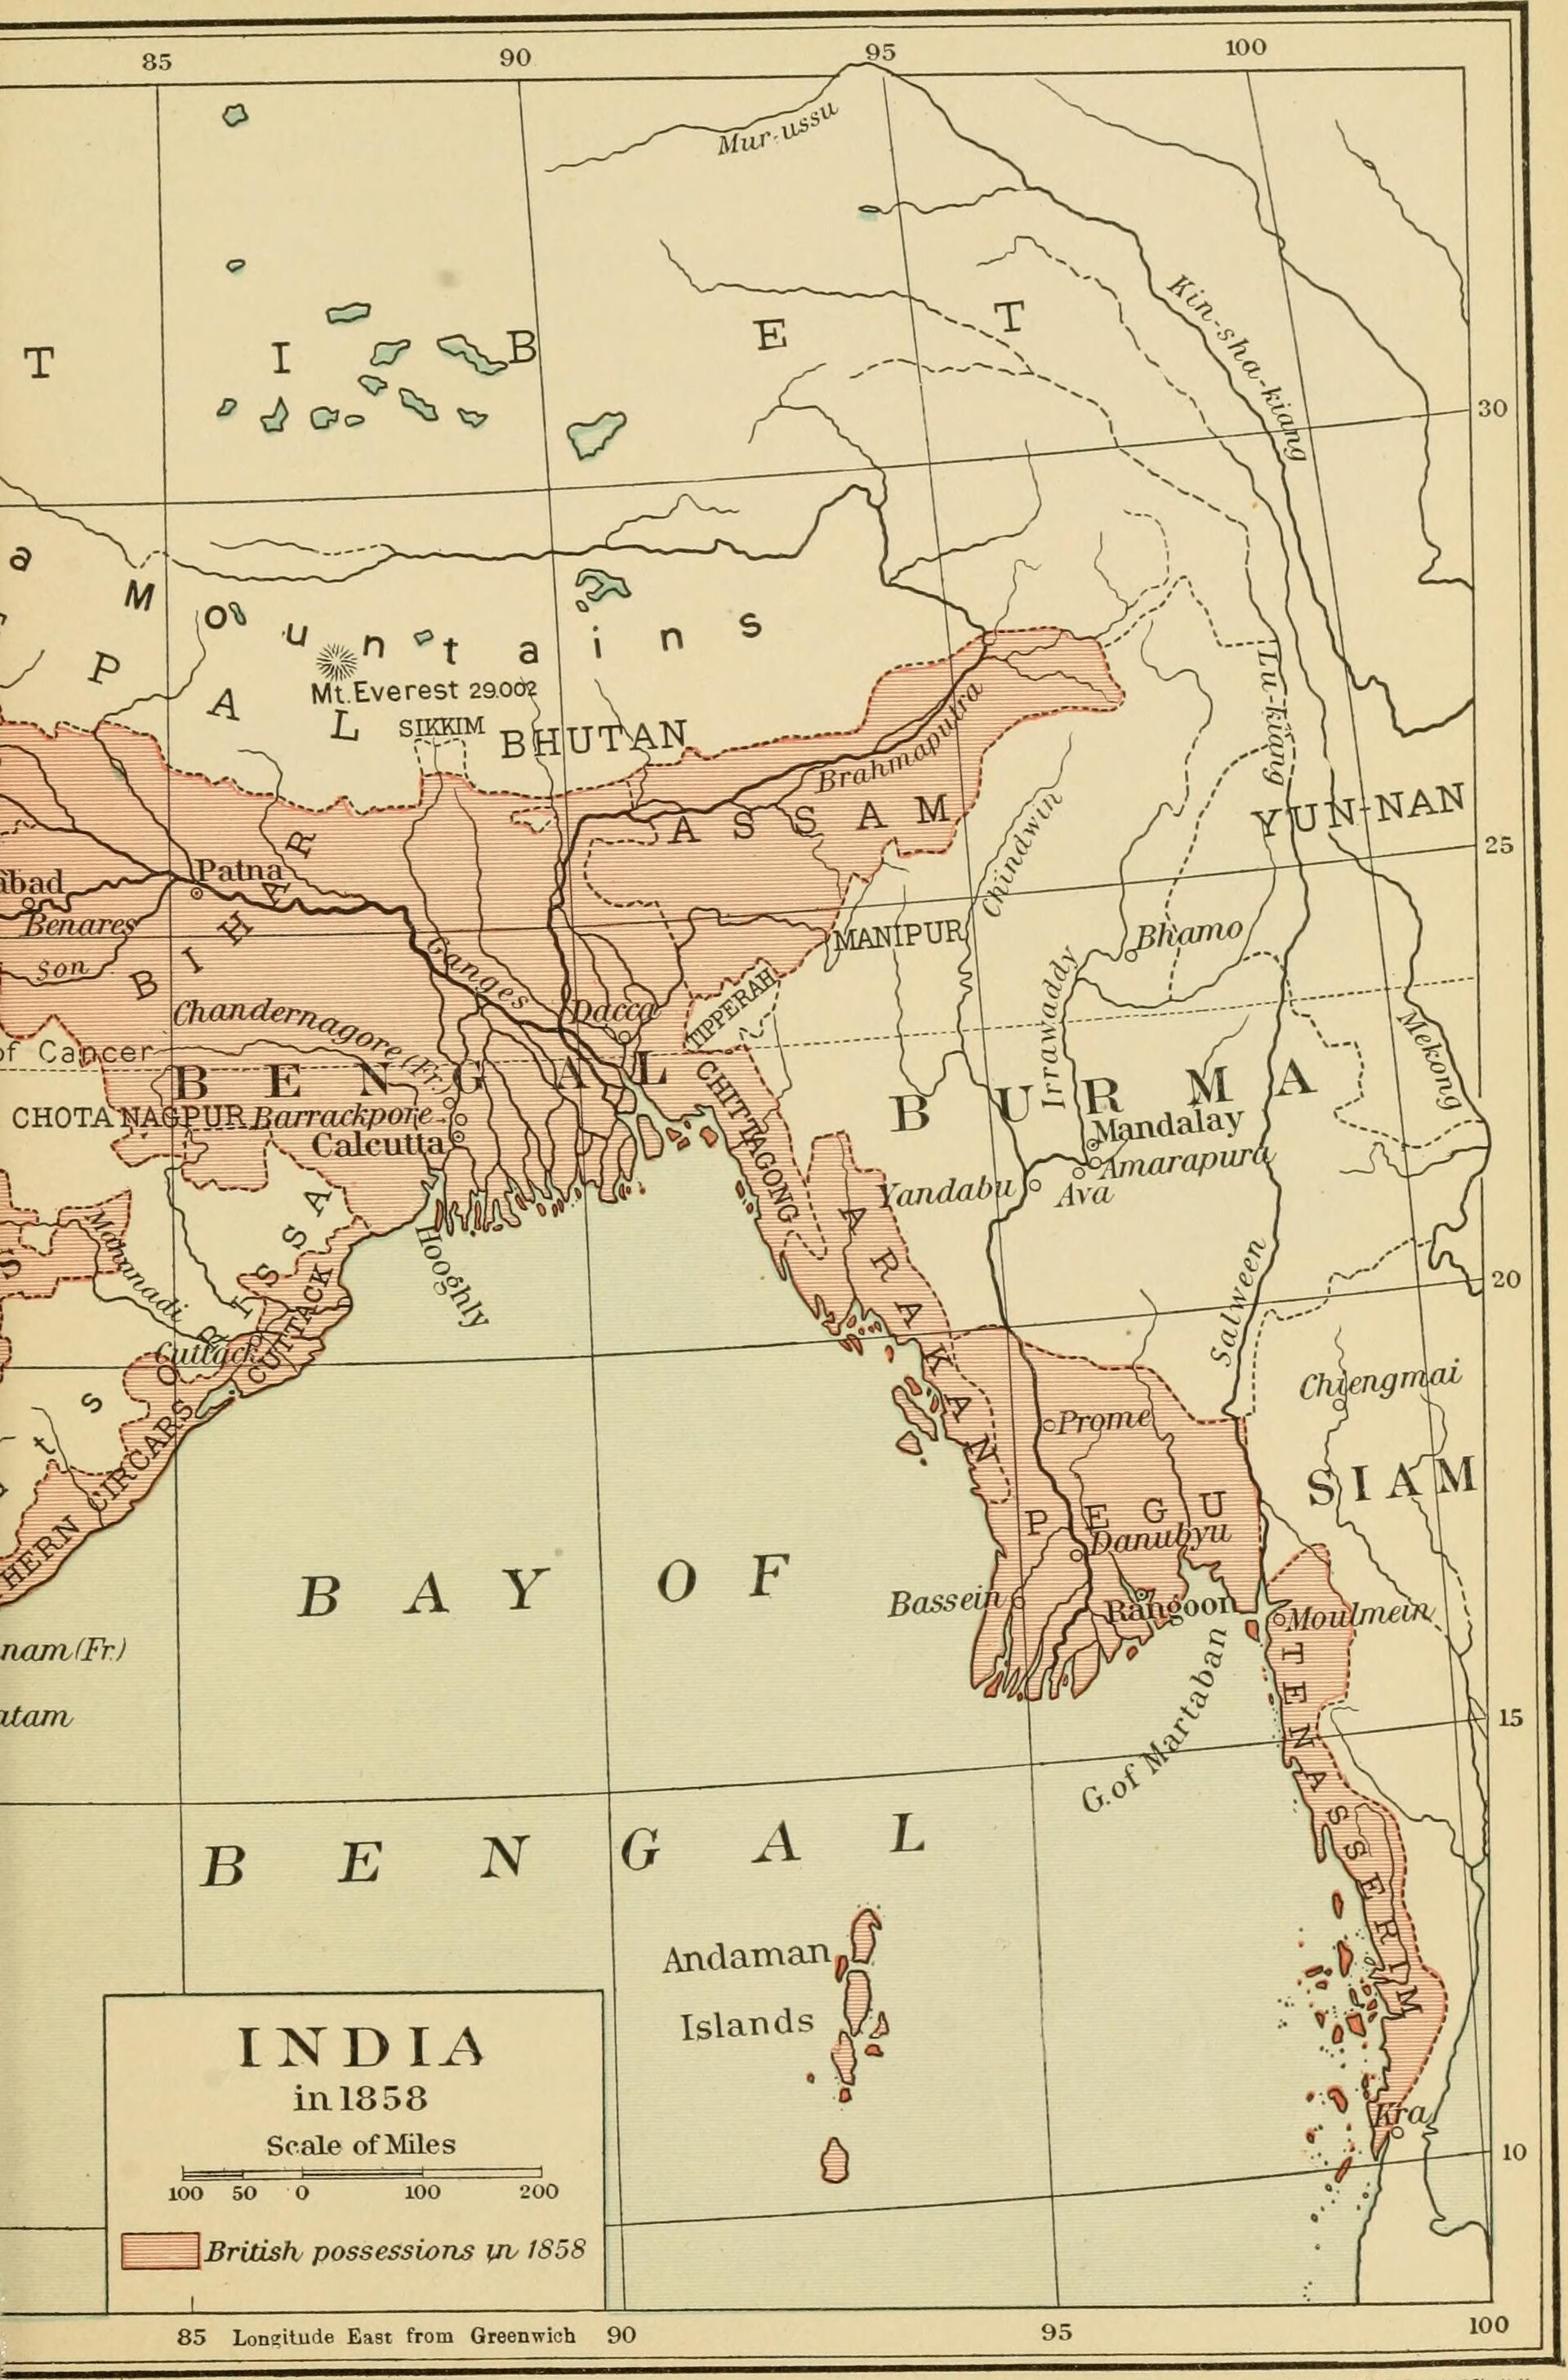 85 90 95 100
Mur-ussu
Kin-sha-kiang
T I B E T
30
a
M o u n t a i n s
P A L
Mt. Everest 29.002
SIKKIM
BHUTAN
Brahmaputra
Lu-kiang
ASSAM
YUN-NAN
Chindwin
25
Patna
abad
Benares
Son
BIHAR
MANIPUR
Bhamo
Ganges
Dacca
TIPPERAH
Irrawaddy
Chandernagore (Fr.)
Mekong
of Cancer
BENGAL
CHITTAGONG
BURMA
CHOTA NAGPUR
Barrackpore
Calcutta
Mandalay
Amarapura
Yandabu
Ava
Mahanadi
S
Hooghly
ORISSA
ARAKAN
Salween
20
Cuttack
CUTTACK
Chiengmai
t s
Prome
HERN CIRCARS
SIAM
PEGU
Danubyu
BAY OF
Bassein
Rangoon
Moulmein
nam (Fr.)
atam
G. of Martaban
15
TENASSERIM
BENGAL
Andaman
Islands
Kra
10
INDIA
in 1858
Scale of Miles
100 50 0 100 200
British possessions in 1858
85 Longitude East from Greenwich 90 95 100